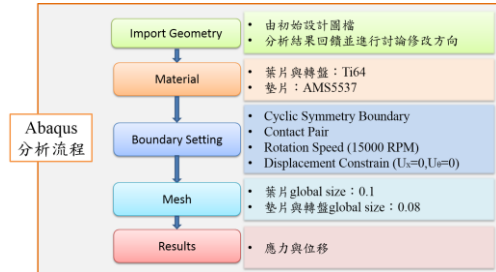 Abaqus
分析流程
Import Geometry
• 由初始設計圖檔
• 分析結果回饋並進行討論修改方向
Material
• 葉片與轉盤：Ti64
• 墊片：AMS5537
Boundary Setting
• Cyclic Symmetry Boundary
• Contact Pair
• Rotation Speed (15000 RPM)
• Displacement Constrain (Ux=0,Uθ=0)
Mesh
• 葉片global size：0.1
• 墊片與轉盤global size：0.08
Results
• 應力與位移